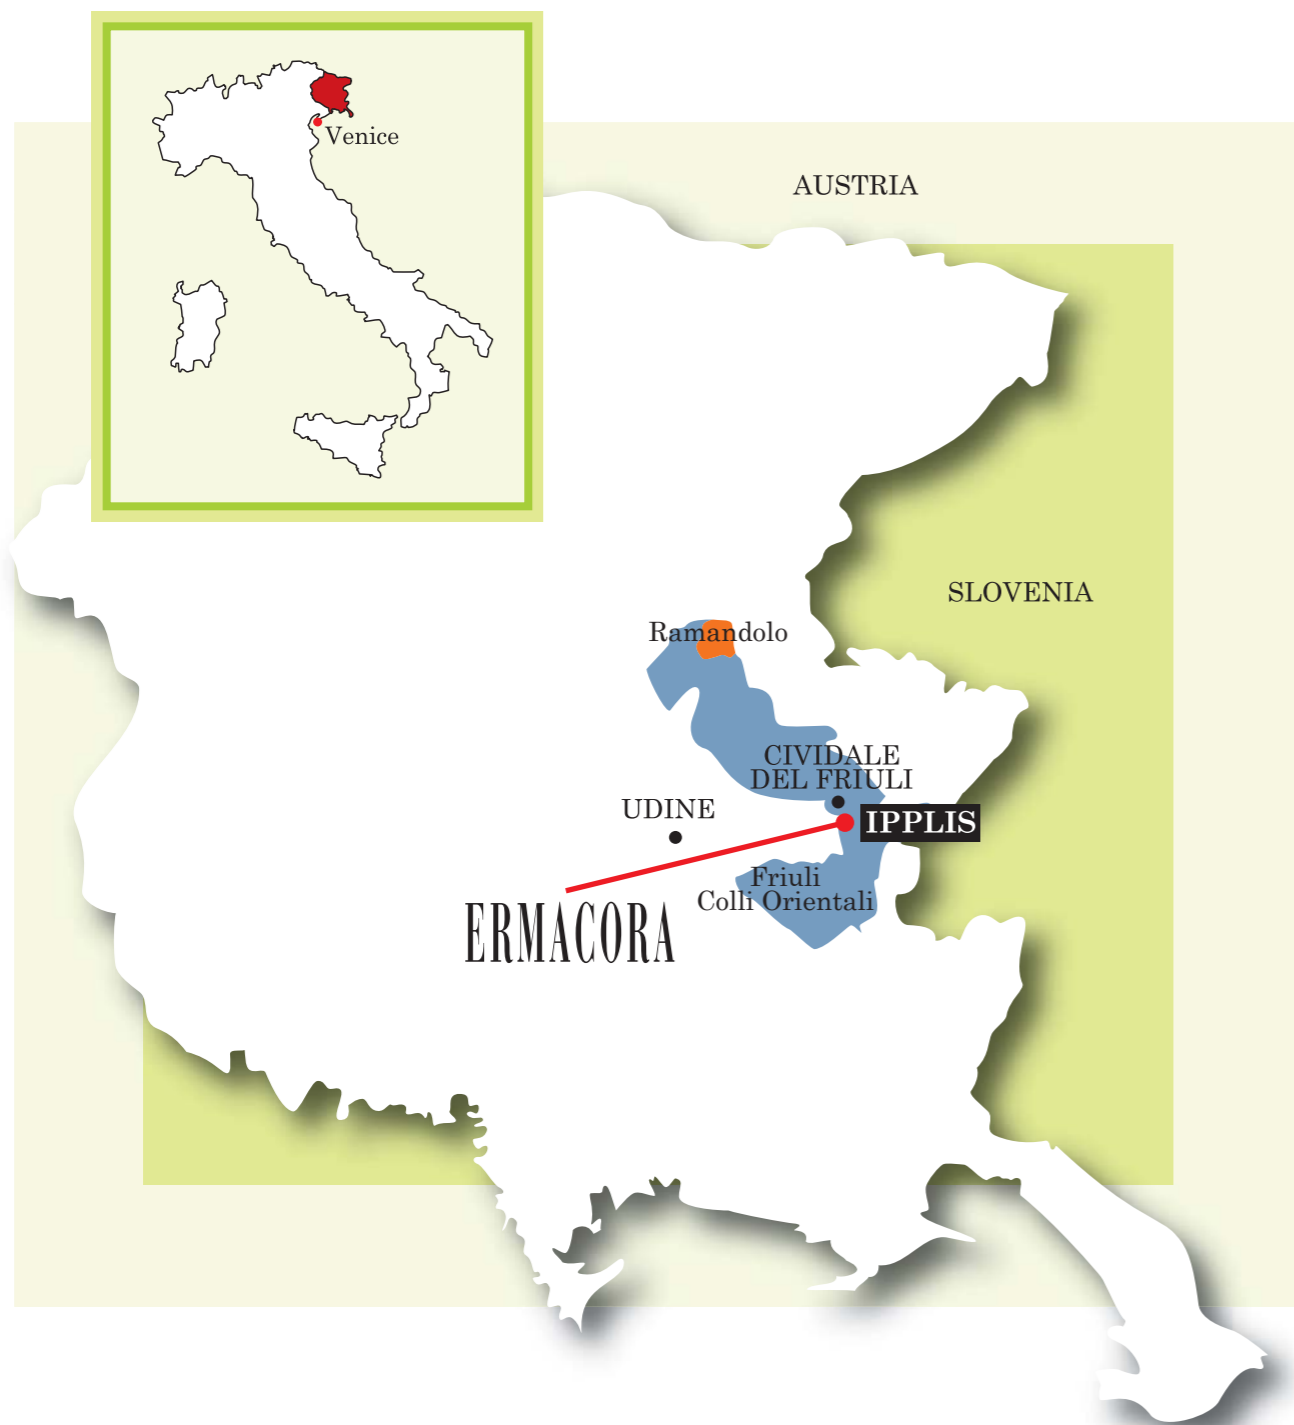 Venice
AUSTRIA
SLOVENIA
Ramandolo
CIVIDALE
DEL FRIULI
UDINE
IPPLIS
Friuli
Colli Orientali
ERMACORA